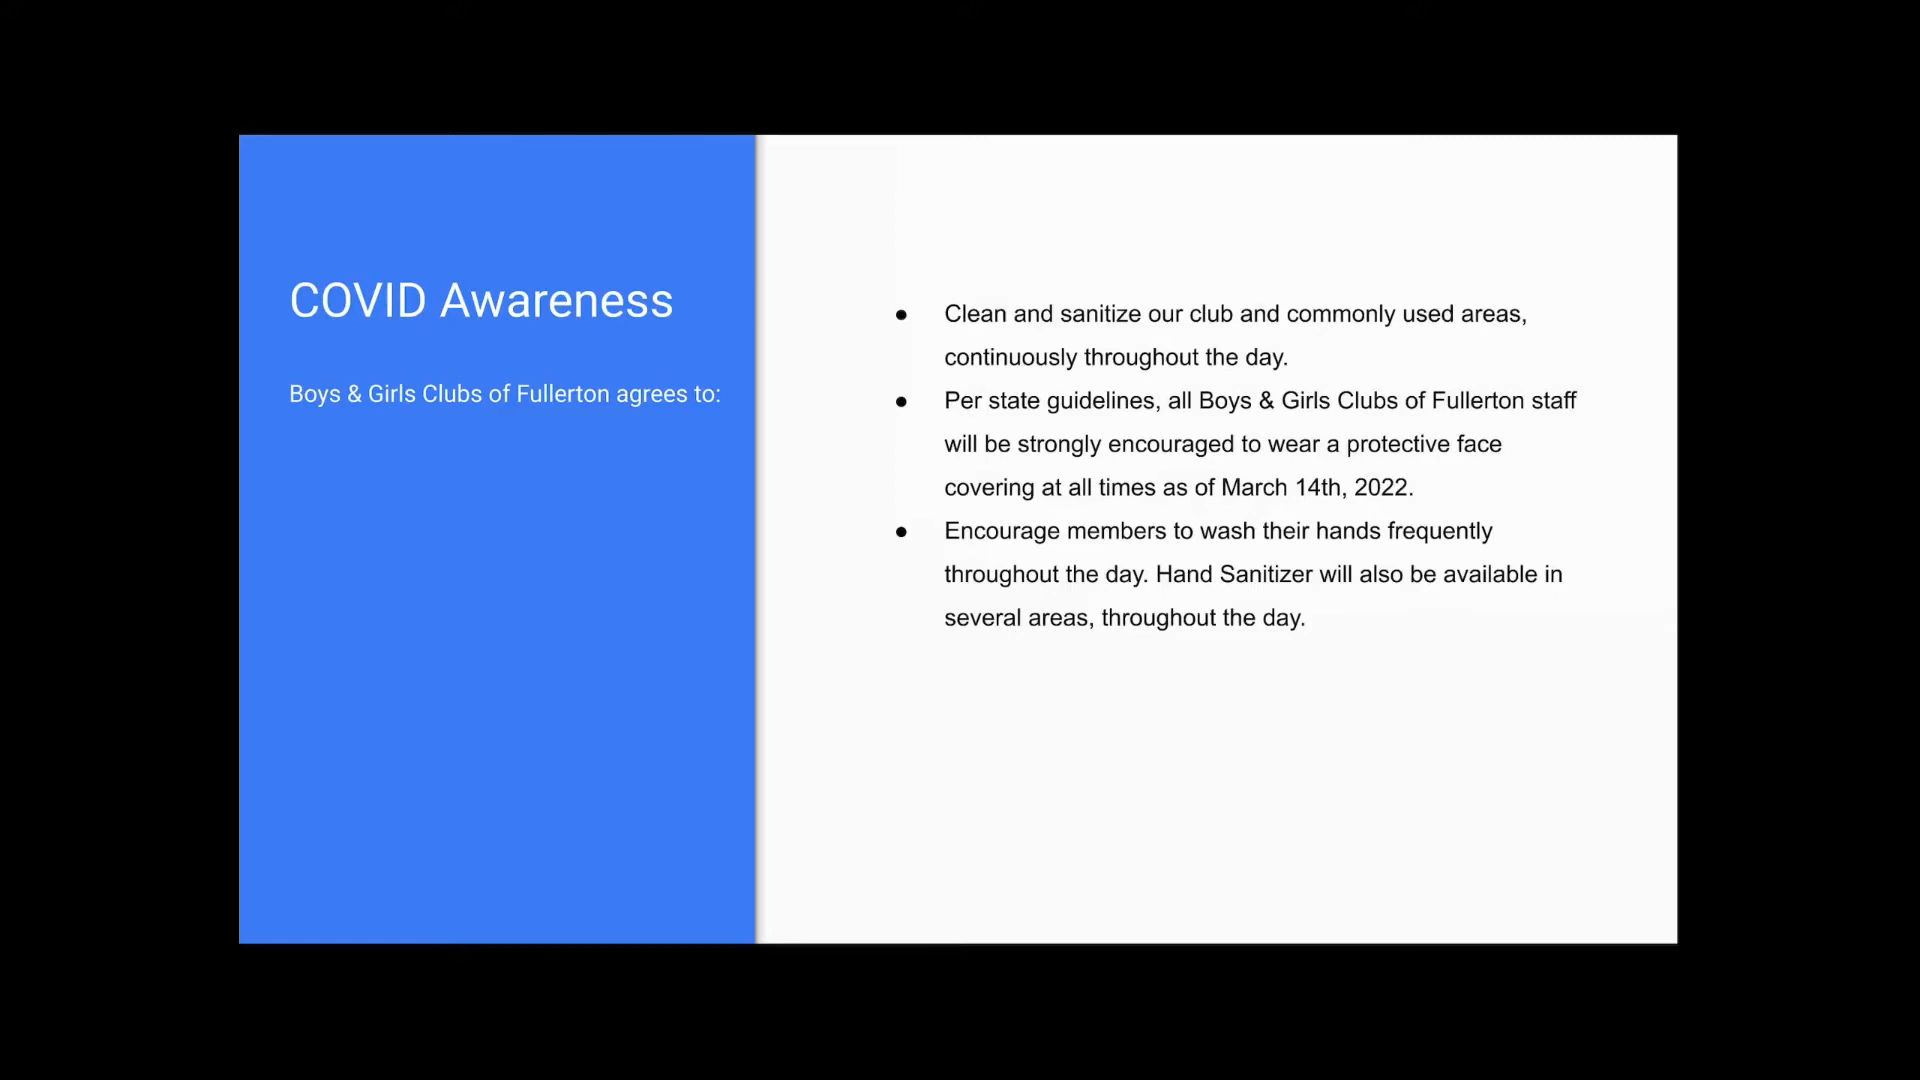 COVID Awareness
Boys & Girls Clubs of Fullerton agrees to:
● Clean and sanitize our club and commonly used areas,
continuously throughout the day.
● Per state guidelines, all Boys & Girls Clubs of Fullerton staff
will be strongly encouraged to wear a protective face
covering at all times as of March 14th, 2022.
● Encourage members to wash their hands frequently
throughout the day. Hand Sanitizer will also be available in
several areas, throughout the day.